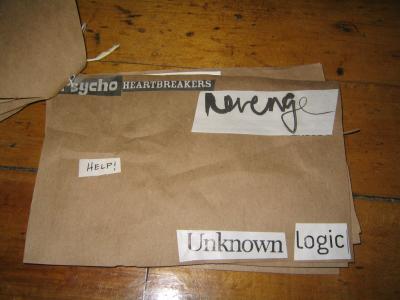 Psycho HEARTBREAKERS
Revenge
HELP!
Unknown logic